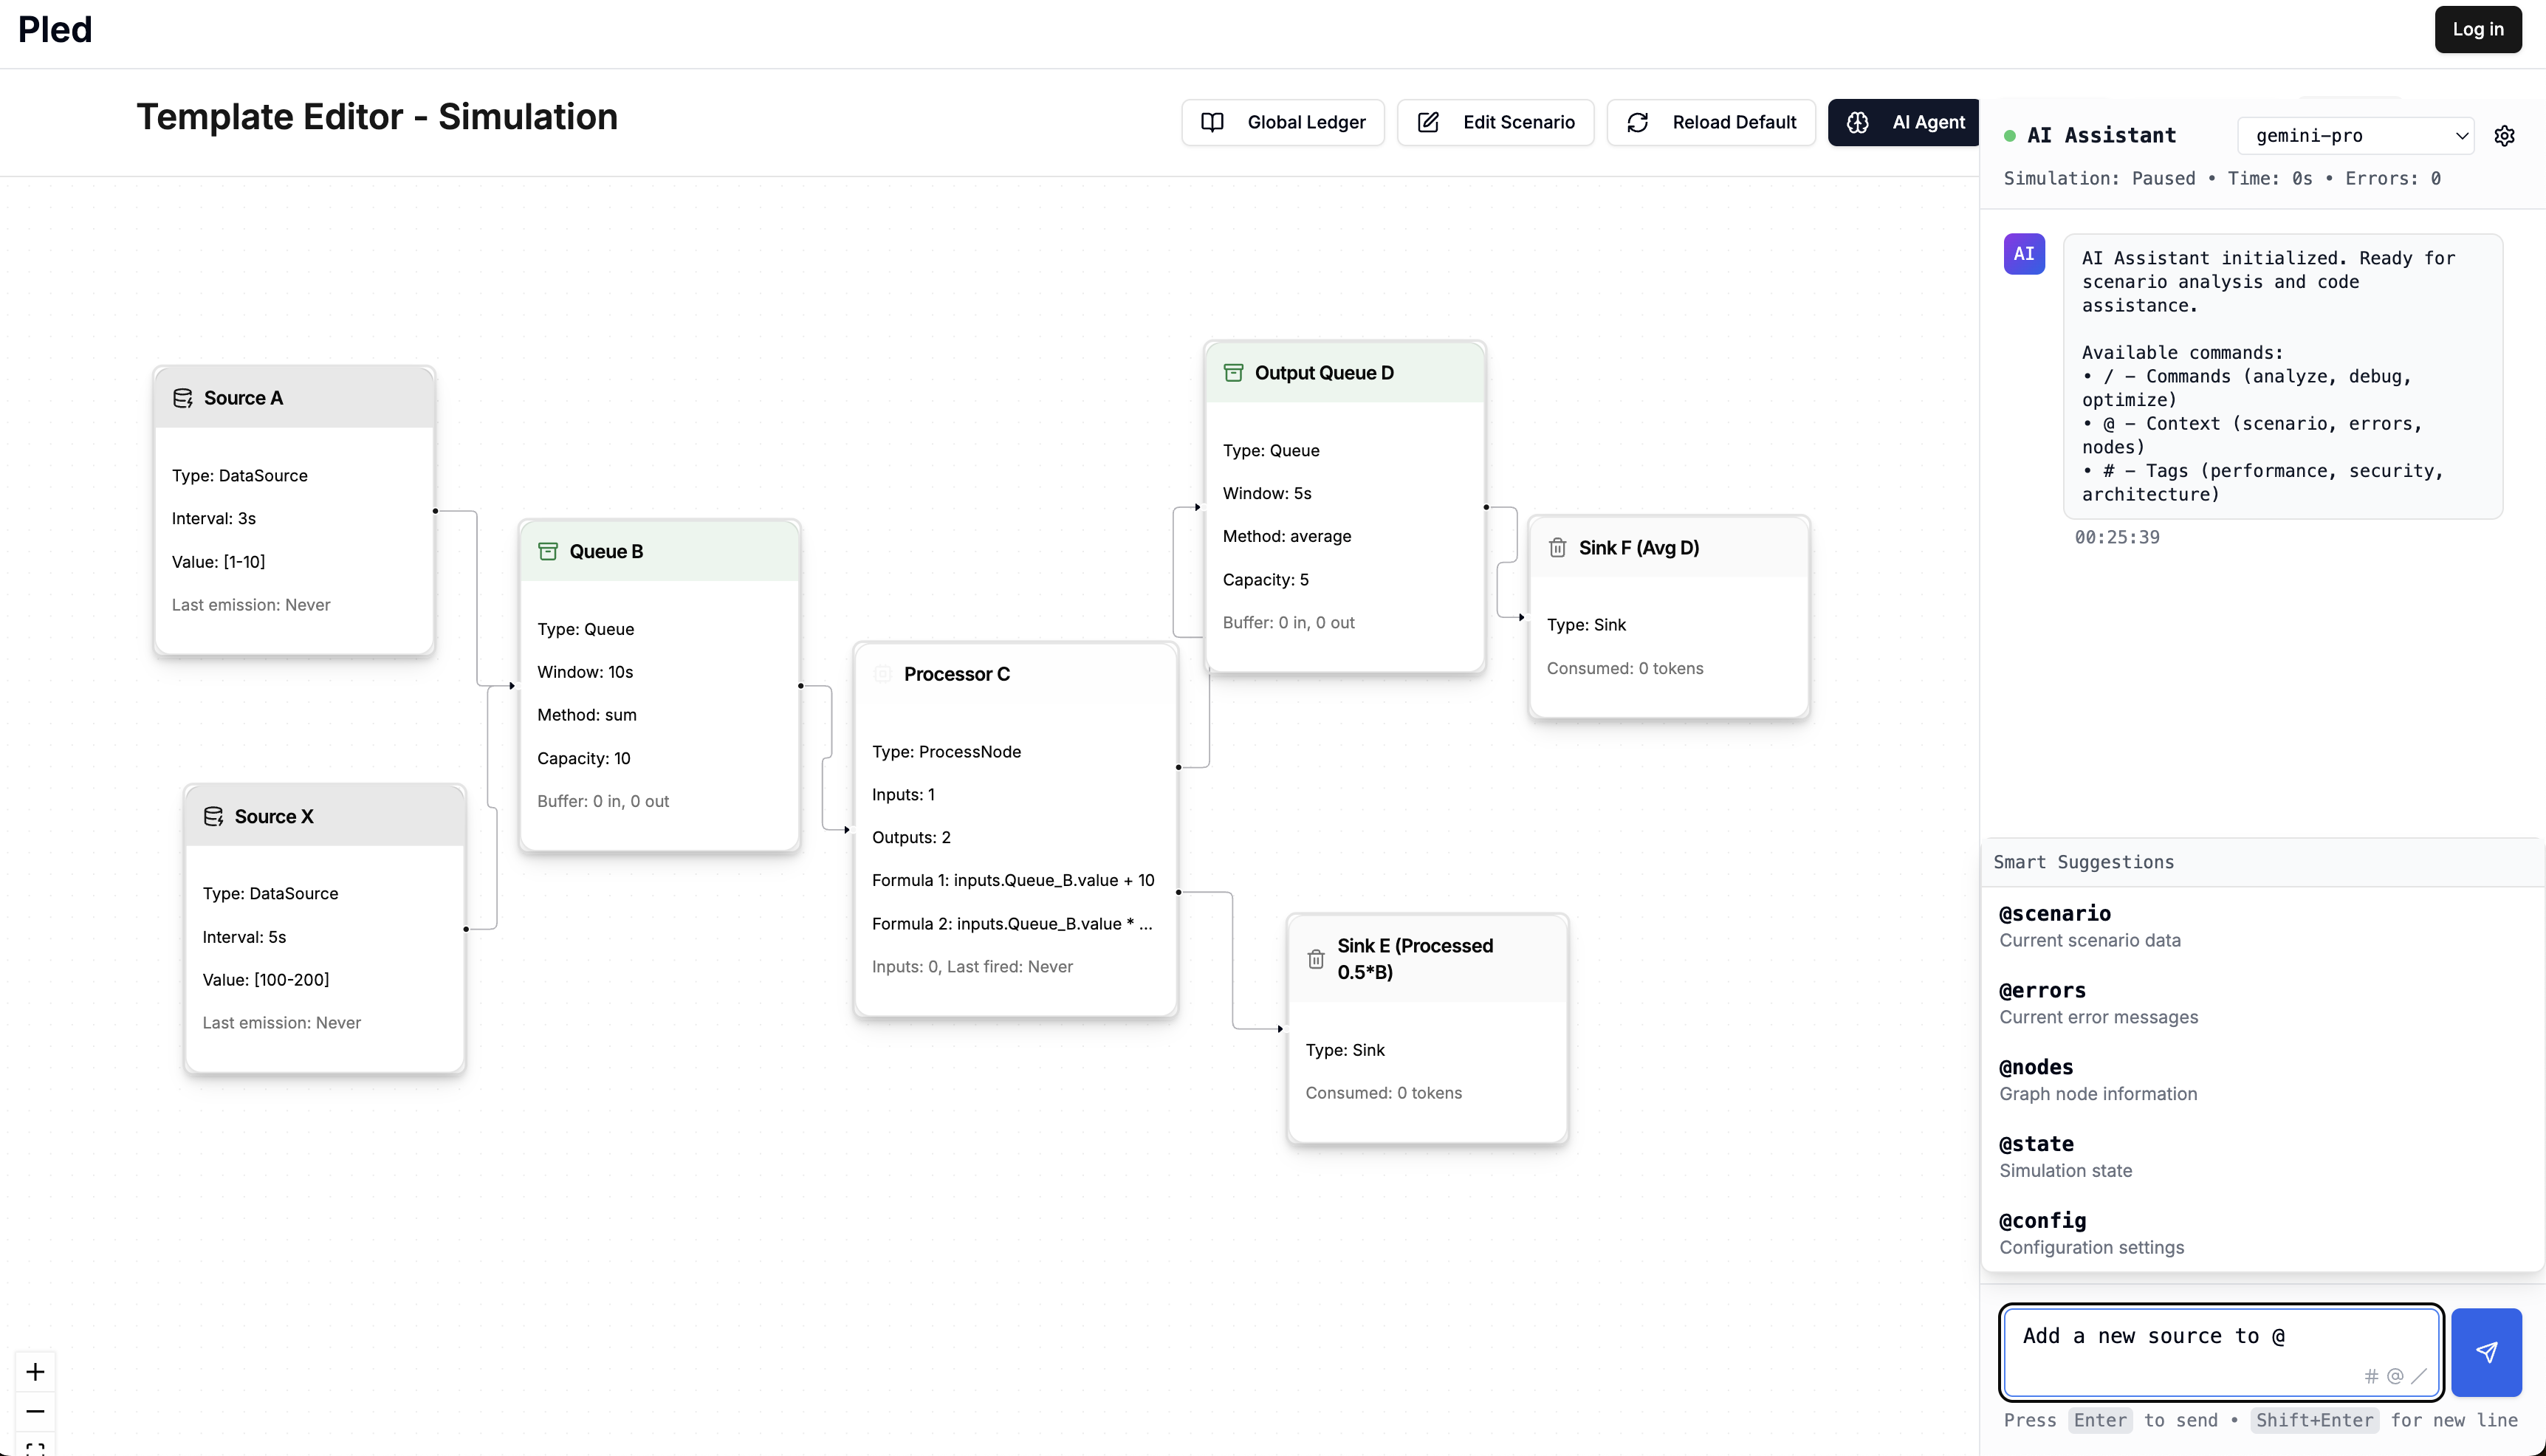 Pled
Log in
Template Editor - Simulation
Global Ledger
Edit Scenario
Reload Default
AI Agent
Source A
Type: DataSource
Interval: 3s
Value: [1-10]
Last emission: Never
Source X
Type: DataSource
Interval: 5s
Value: [100-200]
Last emission: Never
Queue B
Type: Queue
Window: 10s
Method: sum
Capacity: 10
Buffer: 0 in, 0 out
Processor C
Type: ProcessNode
Inputs: 1
Outputs: 2
Formula 1: inputs.Queue_B.value + 10
Formula 2: inputs.Queue_B.value * ...
Inputs: 0, Last fired: Never
Output Queue D
Type: Queue
Window: 5s
Method: average
Capacity: 5
Buffer: 0 in, 0 out
Sink F (Avg D)
Type: Sink
Consumed: 0 tokens
Sink E (Processed
0.5*B)
Type: Sink
Consumed: 0 tokens
AI Assistant
gemini-pro
Simulation: Paused • Time: 0s • Errors: 0
AI
AI Assistant initialized. Ready for
scenario analysis and code
assistance.
Available commands:
• / – Commands (analyze, debug,
optimize)
• @ – Context (scenario, errors,
nodes)
• # – Tags (performance, security,
architecture)
00:25:39
Smart Suggestions
@scenario
Current scenario data
@errors
Current error messages
@nodes
Graph node information
@state
Simulation state
@config
Configuration settings
Add a new source to @
# @ /
Press Enter to send • Shift+Enter for new line